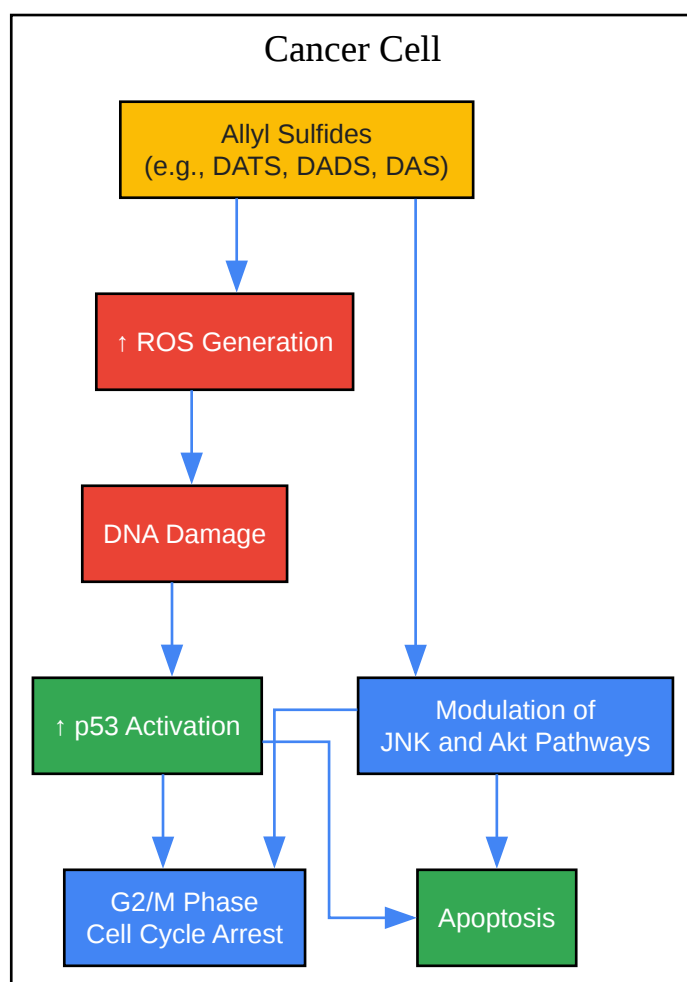 Cancer Cell
Allyl Sulfides
(e.g., DATS, DADS, DAS)
↑ ROS Generation
DNA Damage
↑ p53 Activation
Modulation of
JNK and Akt Pathways
G2/M Phase
Cell Cycle Arrest
Apoptosis